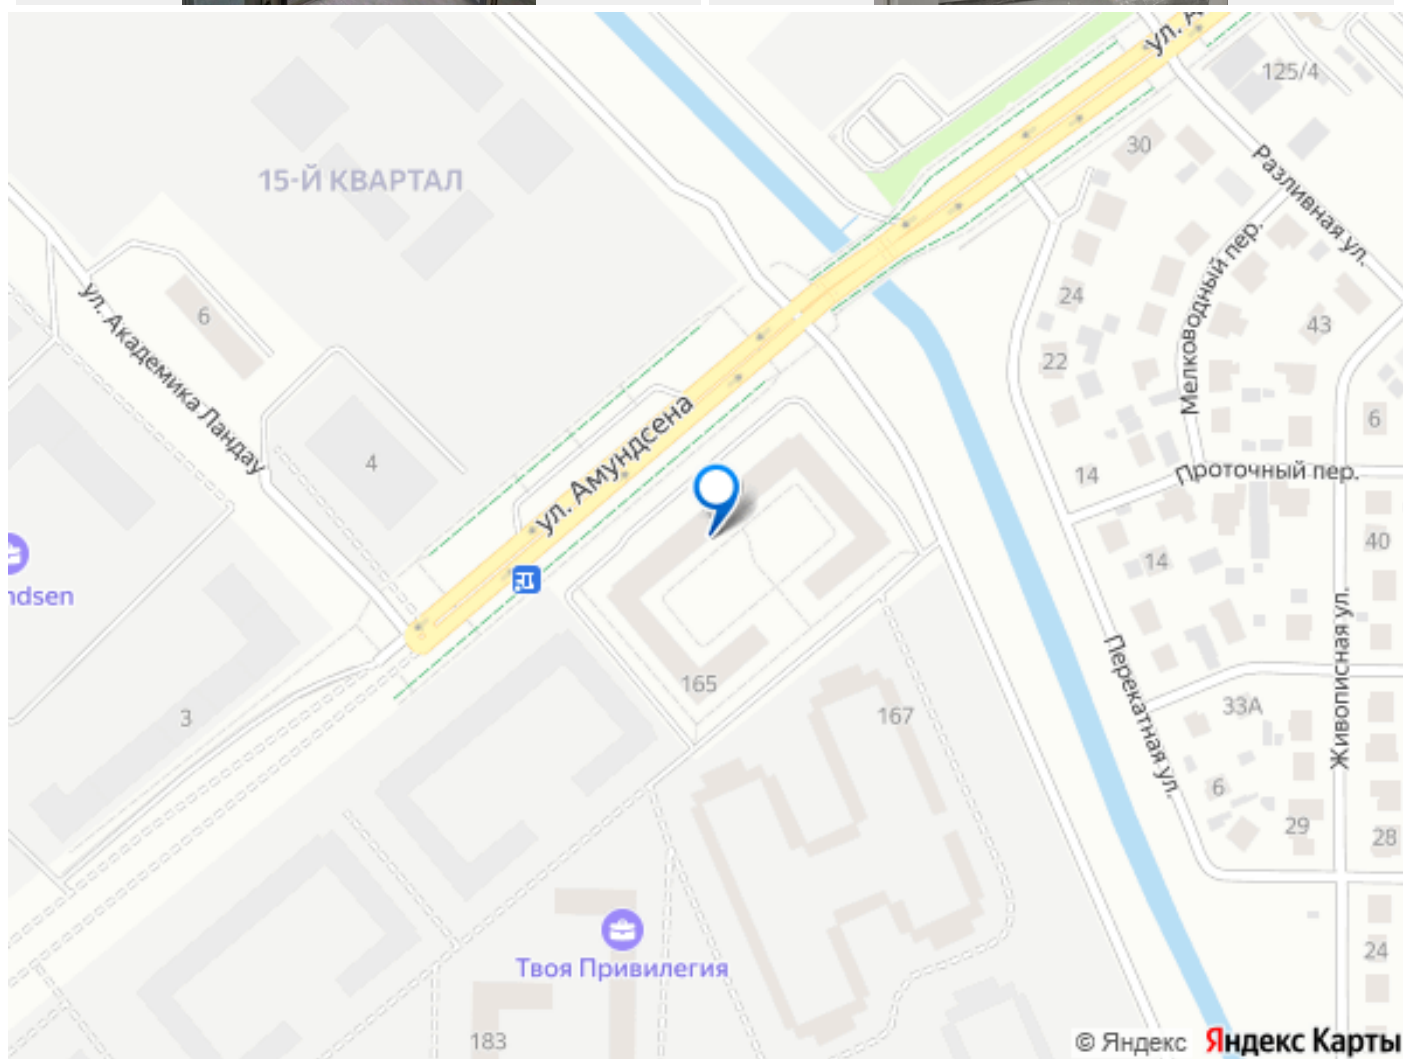 ул. А
125/4
30
Разливная ул.
15-Й КВАРТАЛ
Мелководный пер.
6
24
43
ул. Академика Ландау
22
ул. Амундсена
6
4
14
Проточный пер.
ndsen
14
40
Перекатная ул.
Живописная ул.
165
3
167
33А
6
29
28
Твоя Привилегия
24
183
© Яндекс Яндекс Карты